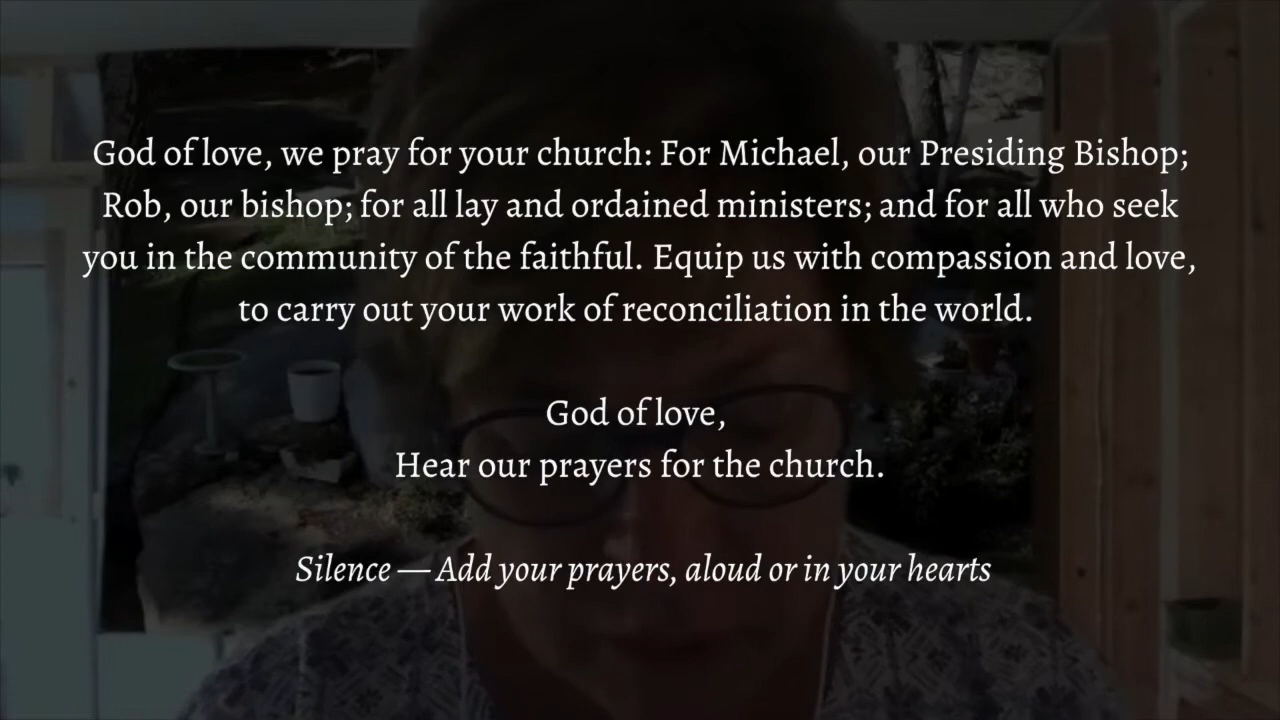 God of love, we pray for your church: For Michael, our Presiding Bishop;
Rob, our bishop; for all lay and ordained ministers; and for all who seek
you in the community of the faithful. Equip us with compassion and love,
to carry out your work of reconciliation in the world.
God of love,
Hear our prayers for the church.
Silence — Add your prayers, aloud or in your hearts